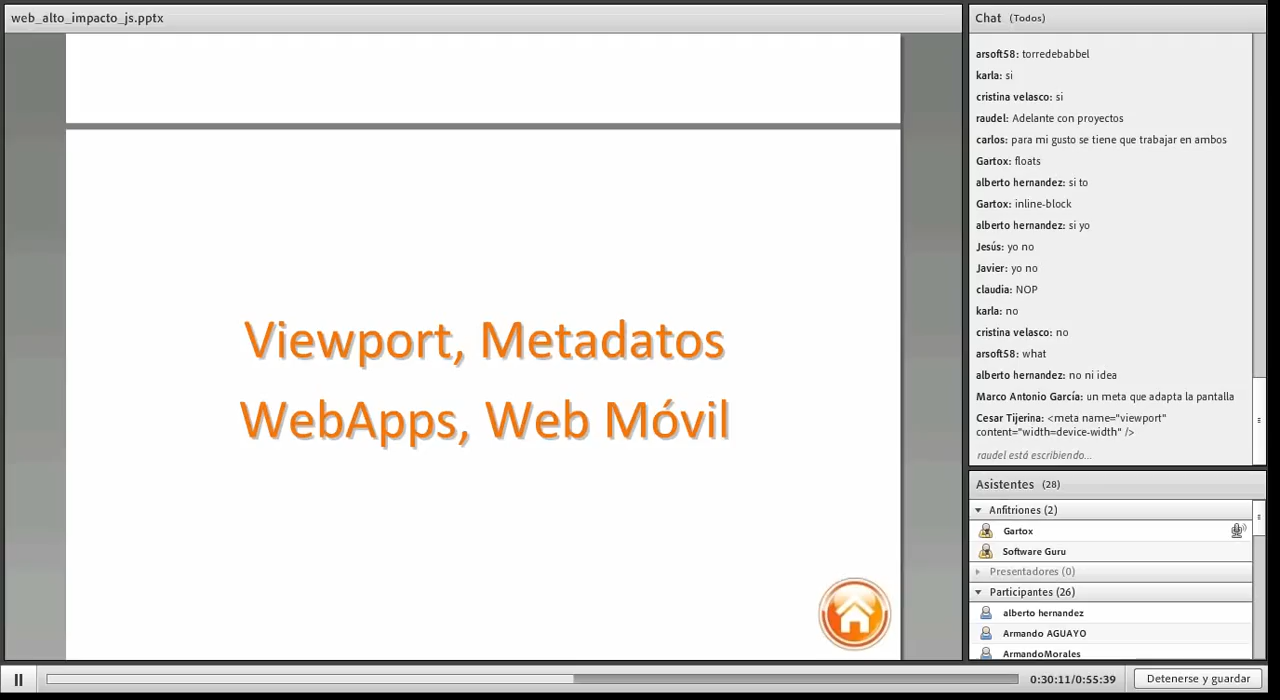 web_alto_impacto_js.pptx
Viewport, Metadatos
WebApps, Web Móvil
Chat (Todos)
arsoft58: torredebabbel
karla: si
cristina velasco: si
raudel: Adelante con proyectos
carlos: para mi gusto se tiene que trabajar en ambos
Gartox: floats
alberto hernandez: si to
Gartox: inline-block
alberto hernandez: si yo
Jesús: yo no
Javier: yo no
claudia: NOP
karla: no
cristina velasco: no
arsoft58: what
alberto hernandez: no ni idea
Marco Antonio García: un meta que adapta la pantalla
Cesar Tijerina: <meta name="viewport"
content="width=device-width" />
raudel está escribiendo...
Asistentes (28)
Anfitriones (2)
Gartox
Software Guru
Presentadores (0)
Participantes (26)
alberto hernandez
Armando AGUAYO
ArmandoMorales
0:30:11/0:55:39
Detenerse y guardar